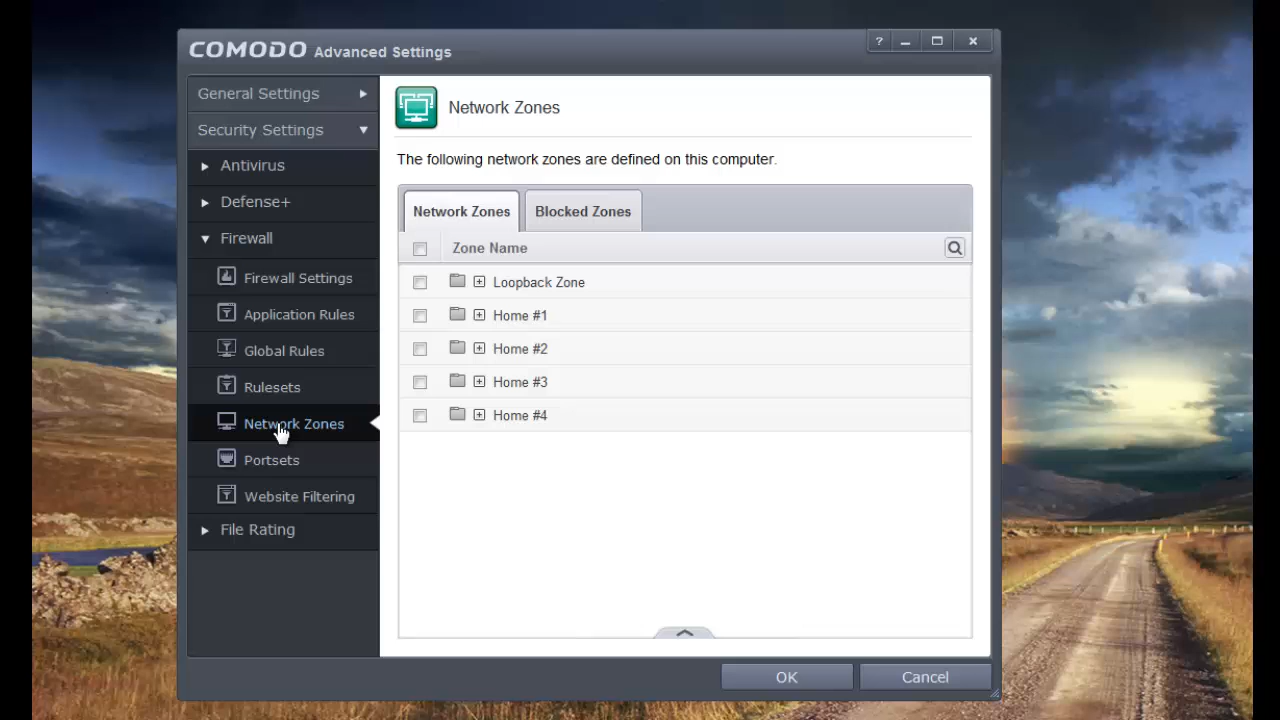 COMODO Advanced Settings
?
General Settings
Security Settings
Antivirus
Defense+
Firewall
Firewall Settings
Application Rules
Global Rules
Rulesets
Network Zones
Portsets
Website Filtering
File Rating
Network Zones
The following network zones are defined on this computer.
Network Zones Blocked Zones
Zone Name
Loopback Zone
Home #1
Home #2
Home #3
Home #4
OK Cancel